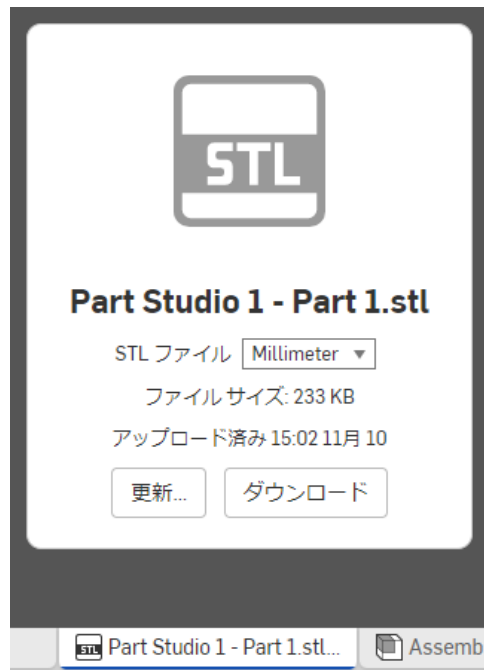 STL
Part Studio 1 - Part 1.stl
STL ファイル Millimeter
ファイル サイズ: 233 KB
アップロード済み 15:02 11月 10
更新... ダウンロード
STL Part Studio 1 - Part 1.stl... Assemb